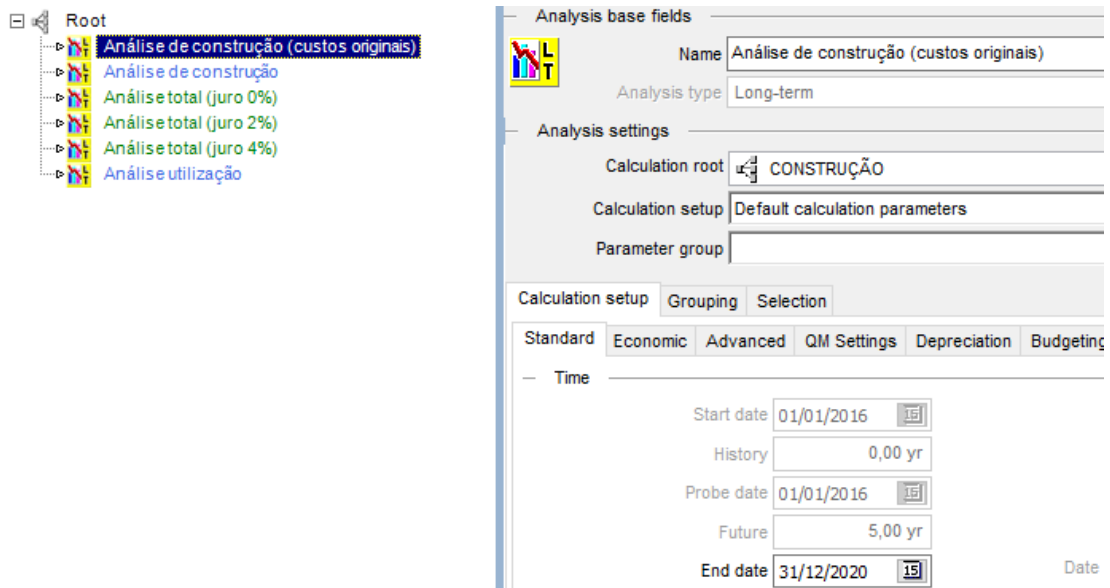 Root
Análise de construção (custos originais)
Análise de construção
Análise total (juro 0%)
Análise total (juro 2%)
Análise total (juro 4%)
Análise utilização
Analysis base fields
L
T
Name Análise de construção (custos originais)
Analysis type Long-term
Analysis settings
Calculation root CONSTRUÇÃO
Calculation setup Default calculation parameters
Parameter group
Calculation setup Grouping Selection
Standard Economic Advanced QM Settings Depreciation Budgeting
Time
Start date 01/01/2016 15
History 0,00 yr
Probe date 01/01/2016 15
Future 5,00 yr
End date 31/12/2020 15 Date